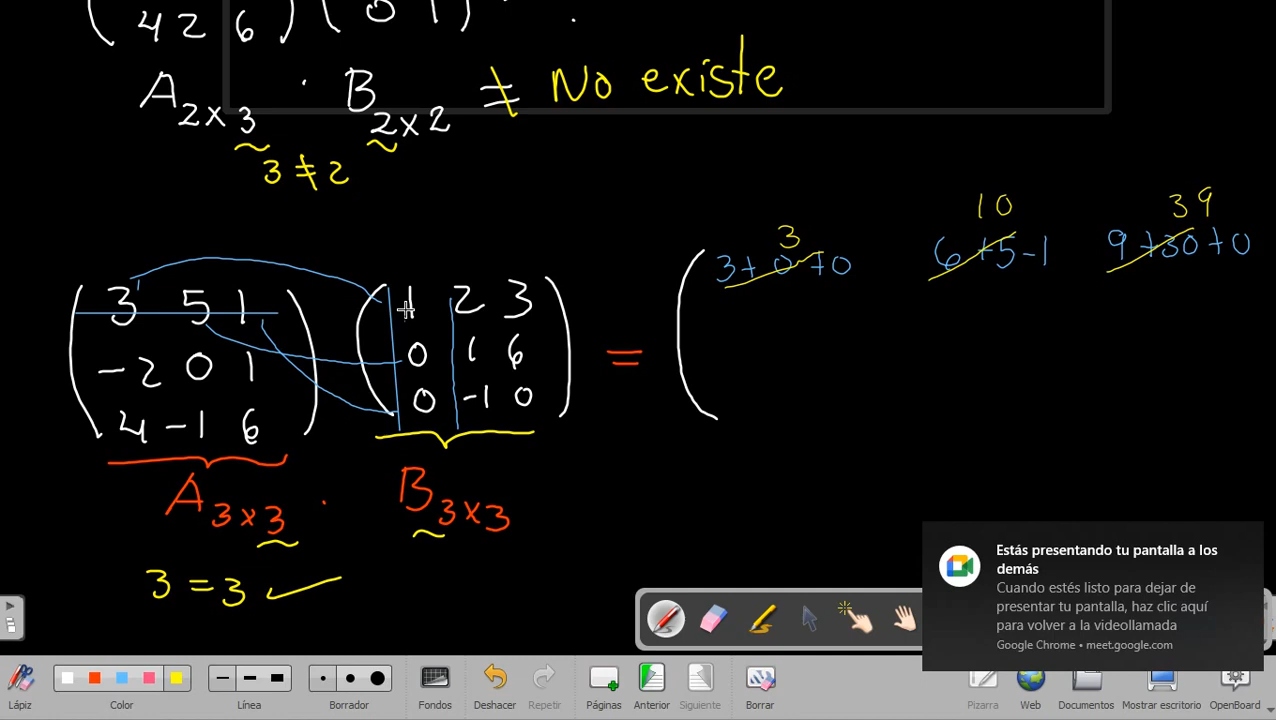 ( 4 2 6 ) ( 0 1 ) .
A2x3 · B2x2 ≠ No existe
3 ≠ 2
3 10 39
3+0+0 6+5-1 9+30+0
( 3 5 1 ( 1 2 3
-2 0 1 0 1 6 = (
4 -1 6 ) 0 -1 0 )
A3x3 · B3x3
3 = 3 ✓
Estás presentando tu pantalla a los
demás
Cuando estés listo para dejar de
presentar tu pantalla, haz clic aquí
para volver a la videollamada
Google Chrome • meet.google.com
Lápiz Color Línea Borrador Fondos Deshacer Repetir Páginas Anterior Siguiente Borrar Pizarra Web Documentos Mostrar escritorio OpenBoard